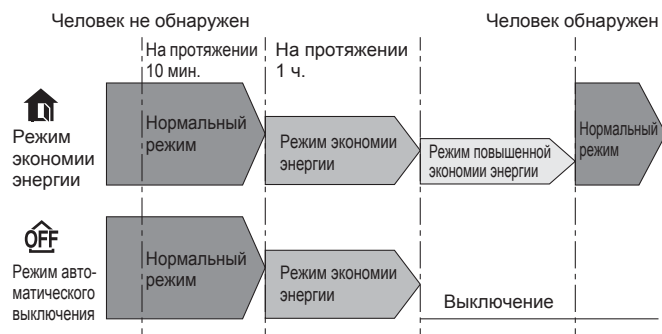 Человек не обнаружен
Человек обнаружен
На протяжении
10 мин.
На протяжении
1 ч.
Режим
экономии
энергии
Нормальный
режим
Режим экономии
энергии
Режим повышенной
экономии энергии
Нормальный
режим
OFF
Режим авто-
матического
выключения
Нормальный
режим
Режим экономии
энергии
Выключение